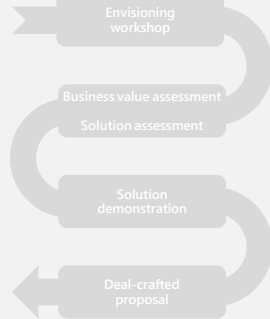 Envisioning
workshop
Business value assessment
Solution assessment
Solution
demonstration
Deal-crafted
proposal